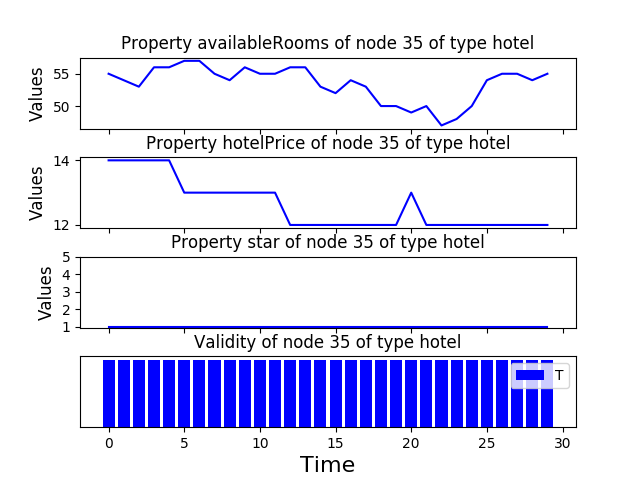 Property availableRooms of node 35 of type hotel
55
50
Values
Property hotelPrice of node 35 of type hotel
14
12
Values
Property star of node 35 of type hotel
5
4
3
2
1
Values
Validity of node 35 of type hotel
T
0 5 10 15 20 25 30
Time